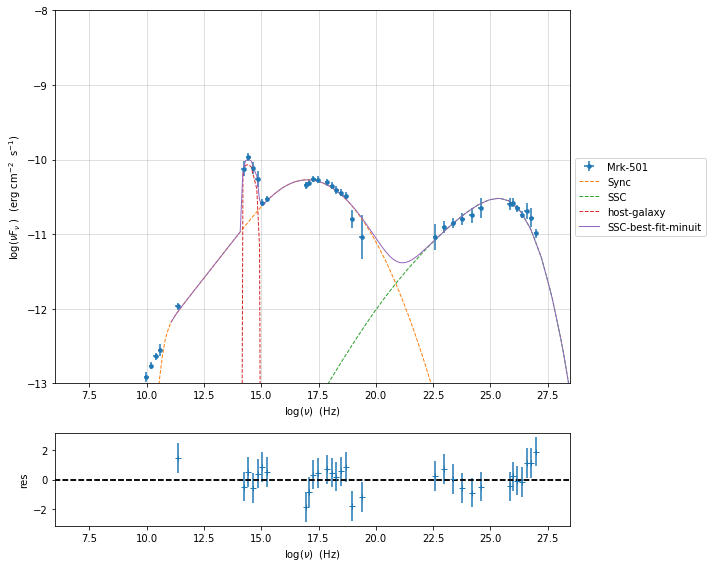 −8
−9
−10
−11
−12
−13
log(νFν ) (erg cm−2 s−1)
7.5 10.0 12.5 15.0 17.5 20.0 22.5 25.0 27.5
log(ν) (Hz)
Mrk-501
Sync
SSC
host-galaxy
SSC-best-fit-minuit
2
0
−2
res
7.5 10.0 12.5 15.0 17.5 20.0 22.5 25.0 27.5
log(ν) (Hz)